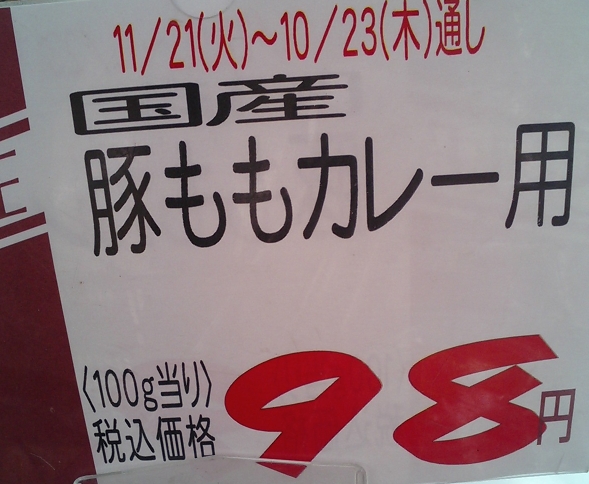 11/21(火)～10/23(木)通し
国産
豚ももカレー用
〈100g当り〉
税込価格
98円